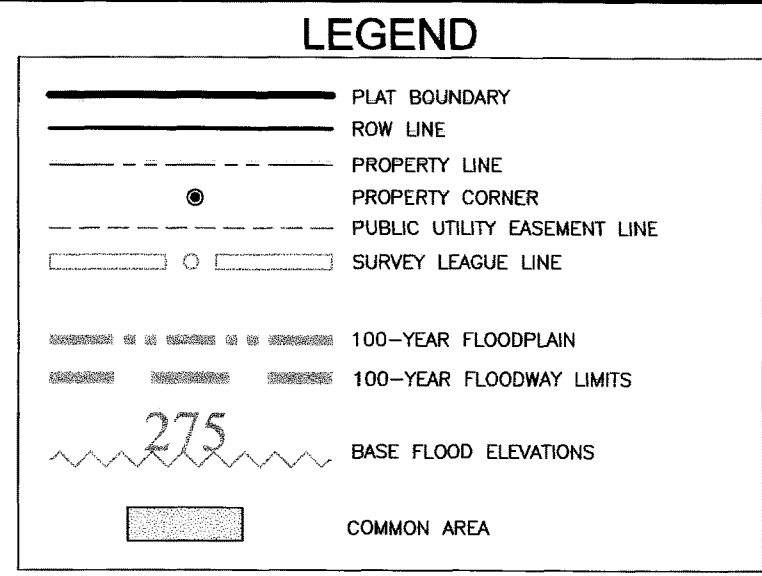 LEGEND
PLAT BOUNDARY
ROW LINE
PROPERTY LINE
PROPERTY CORNER
PUBLIC UTILITY EASEMENT LINE
SURVEY LEAGUE LINE
100-YEAR FLOODPLAIN
100-YEAR FLOODWAY LIMITS
275
BASE FLOOD ELEVATIONS
COMMON AREA